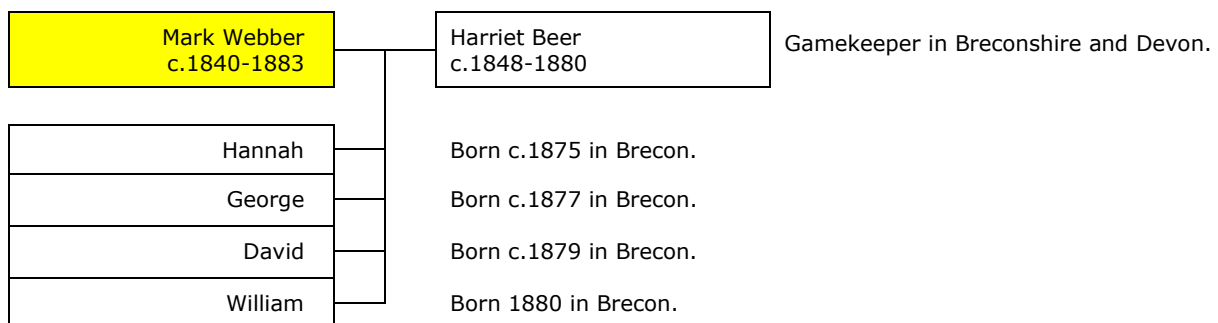 Mark Webber
c.1840-1883
Harriet Beer
c.1848-1880
Gamekeeper in Breconshire and Devon.
Hannah
Born c.1875 in Brecon.
George
Born c.1877 in Brecon.
David
Born c.1879 in Brecon.
William
Born 1880 in Brecon.